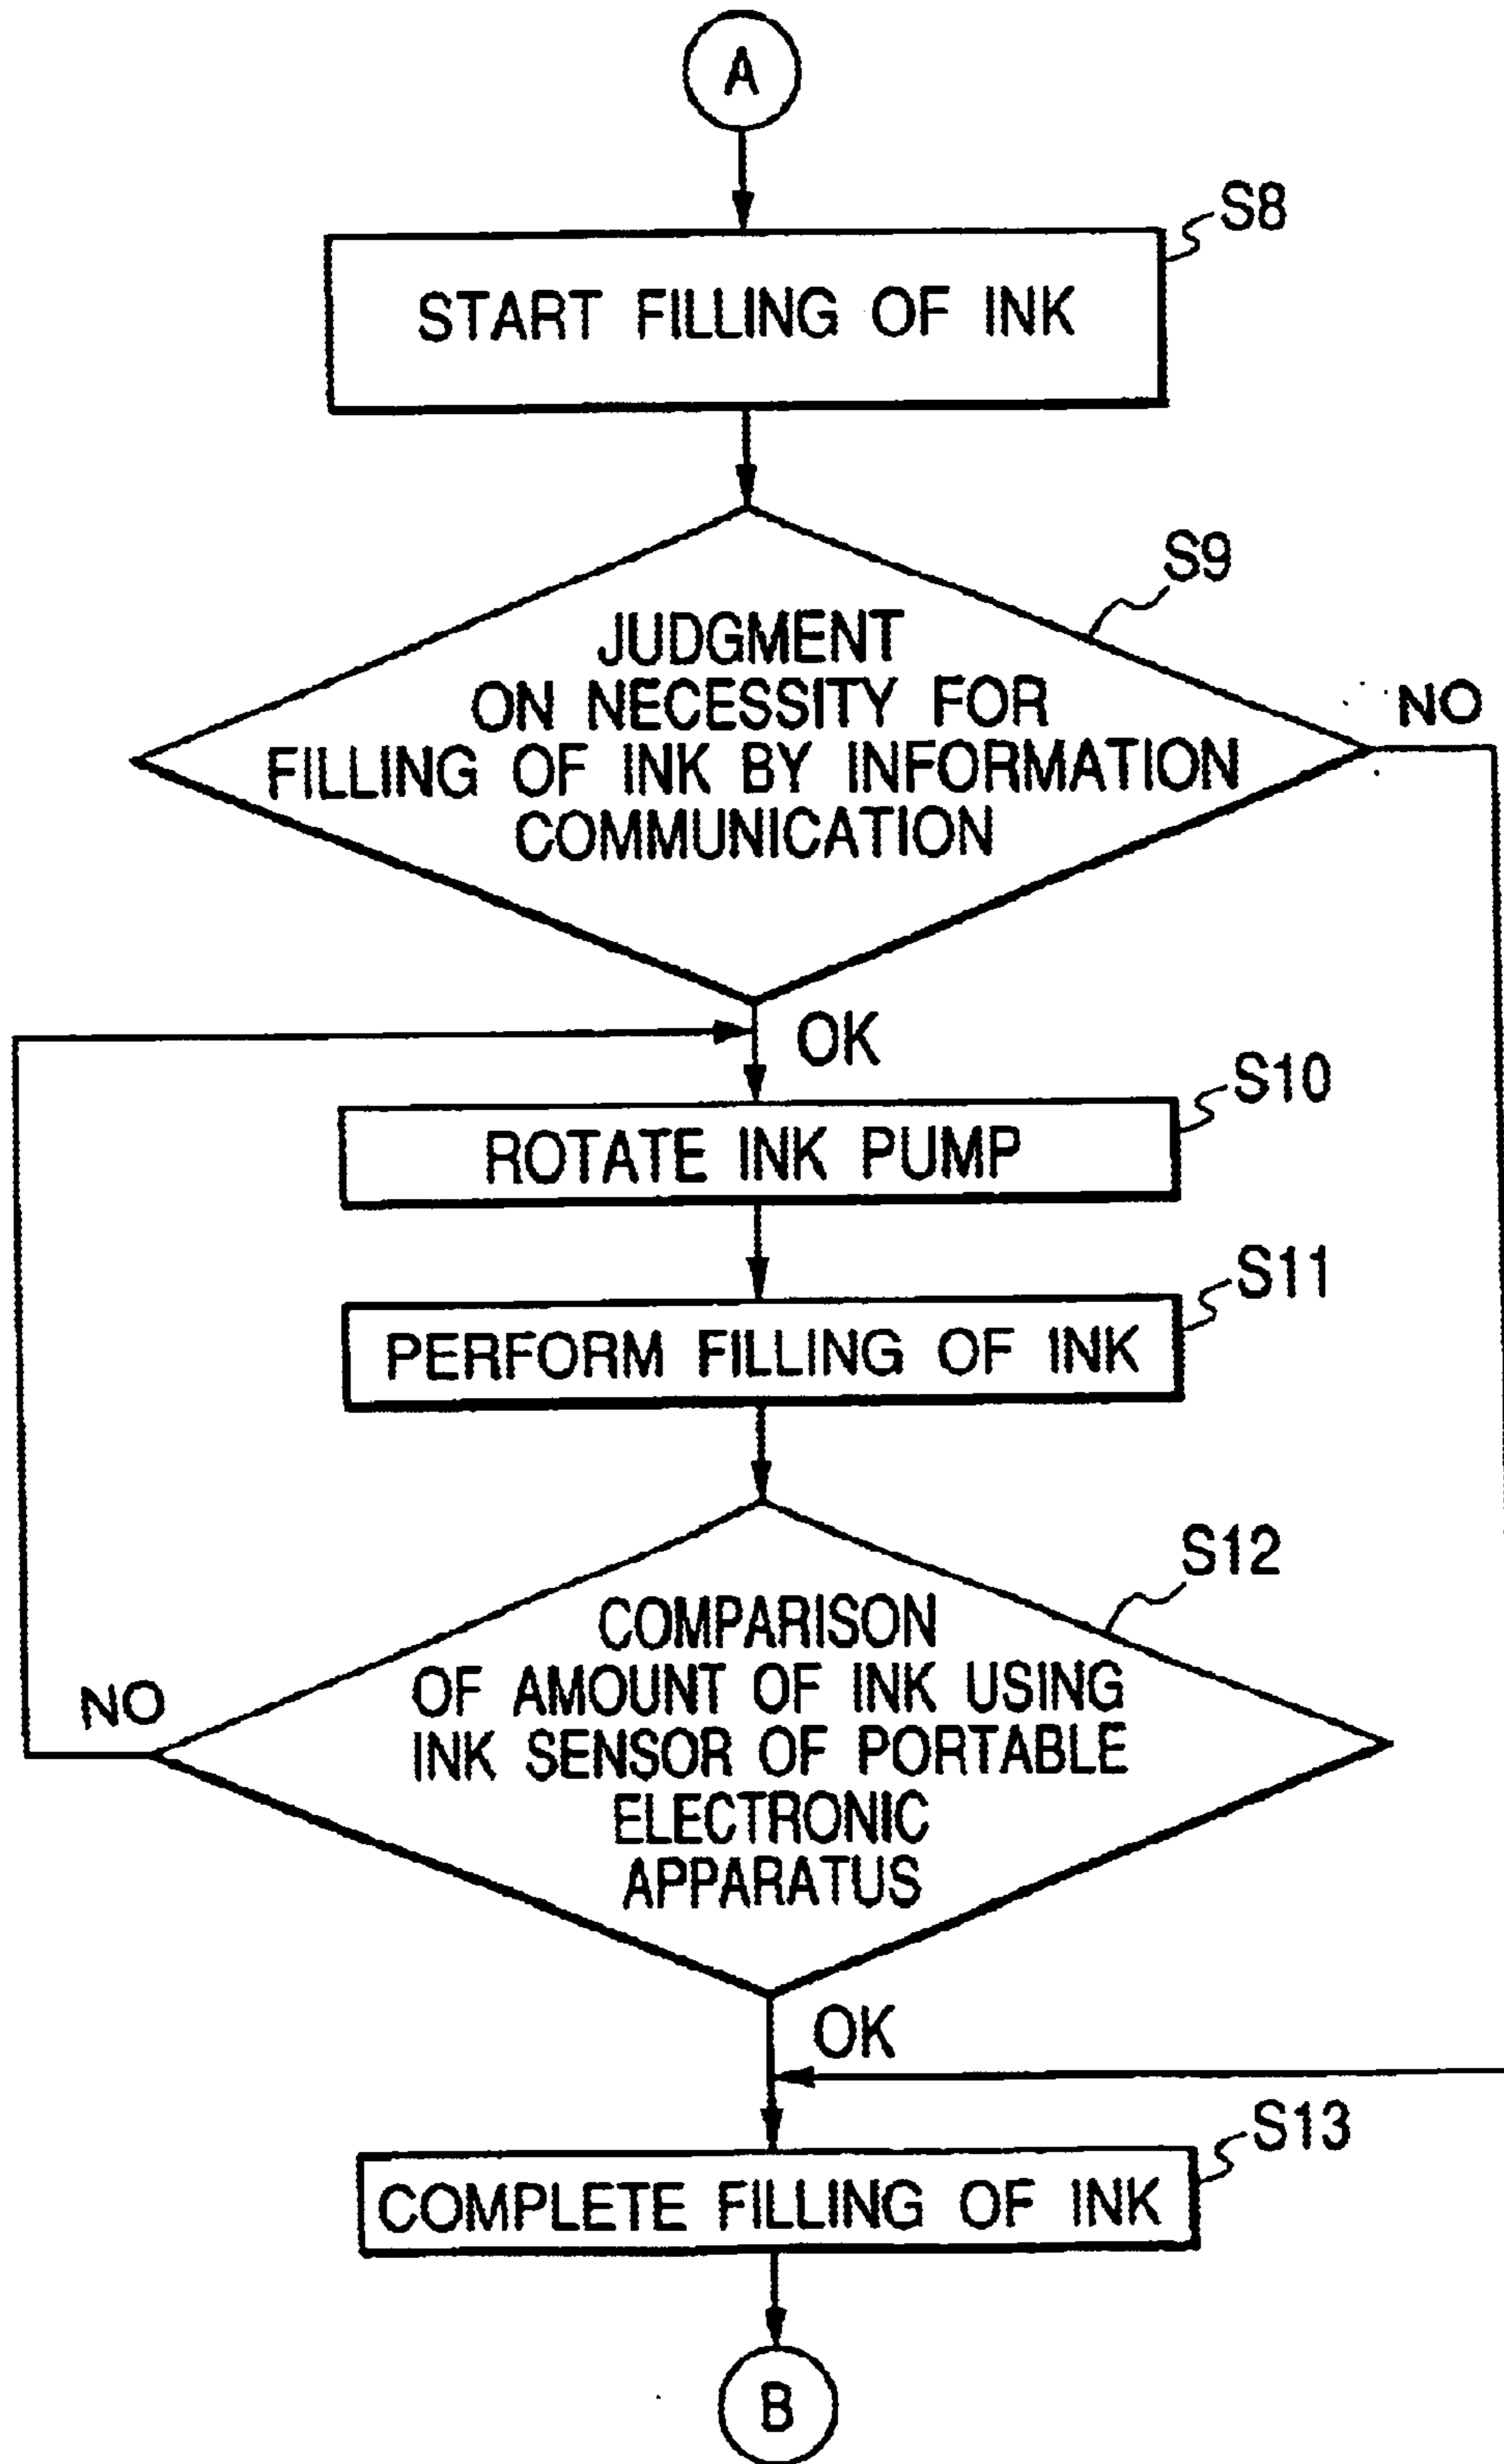 A
S8
START FILLING OF INK
S9
JUDGMENT
ON NECESSITY FOR
FILLING OF INK BY INFORMATION
COMMUNICATION
NO
OK
S10
ROTATE INK PUMP
S11
PERFORM FILLING OF INK
S12
COMPARISON
OF AMOUNT OF INK USING
INK SENSOR OF PORTABLE
ELECTRONIC
APPARATUS
NO
OK
S13
COMPLETE FILLING OF INK
B